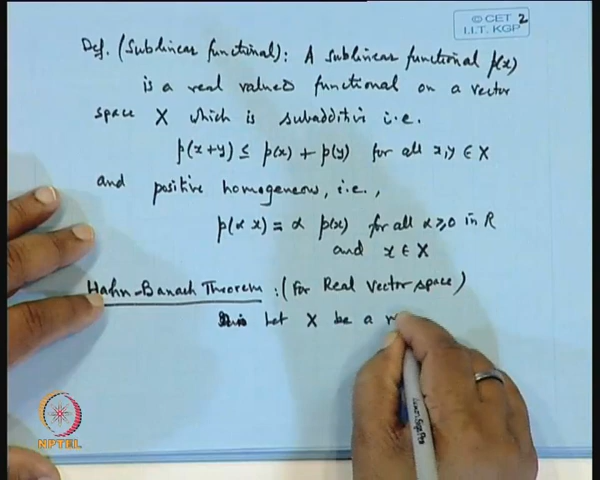 © CET 2
I.I.T. KGP
Def. (Sublinear functional): A sublinear functional p(x)
is a real valued functional on a vector
space X which is subadditive i.e.
p(x+y) ≤ p(x) + p(y) for all x, y ∈ X
and positive homogeneous, i.e.,
p(α x) = α p(x) for all α ≥ 0 in R
and x ∈ X
Hahn-Banach Theorem : (For Real Vector space)
Let X be a
NPTEL